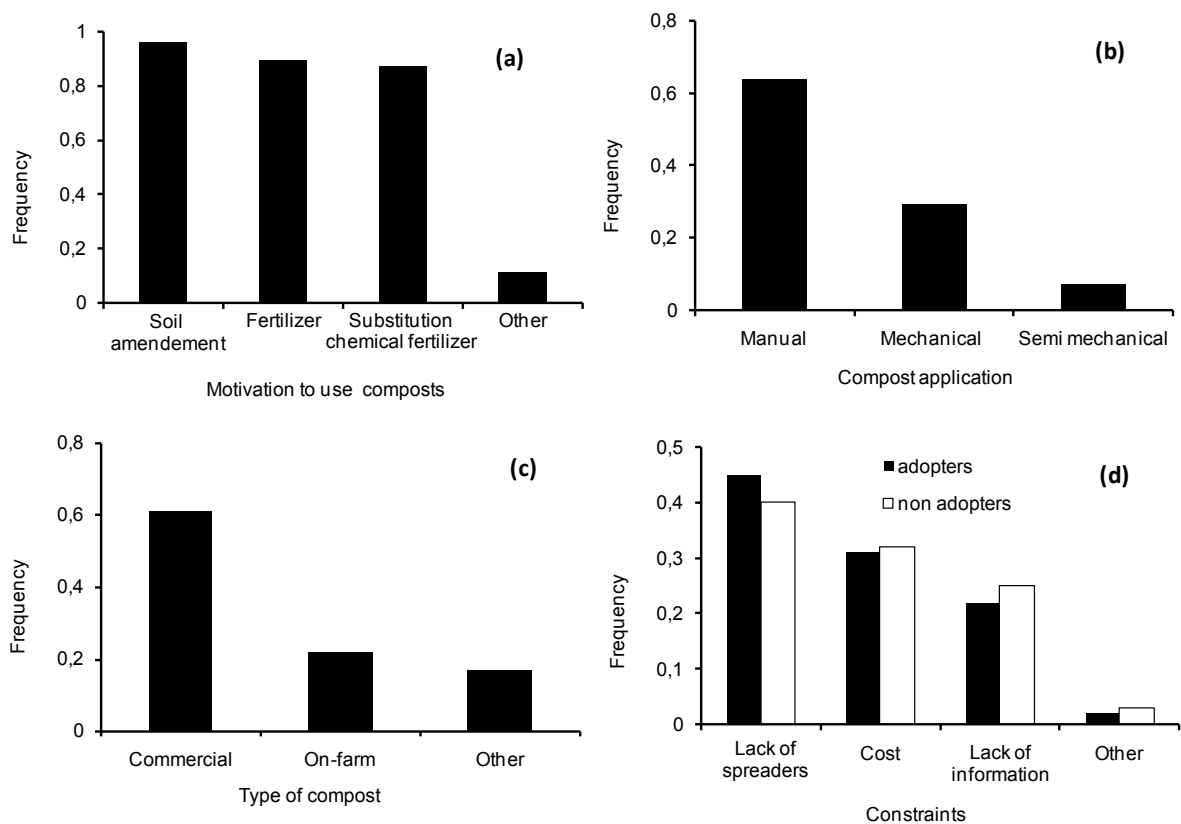 (a)
Frequency
1
0,8
0,6
0,4
0,2
0
Soil
amendement
Fertilizer
Substitution
chemical fertilizer
Other
Motivation to use composts
(b)
Frequency
0,8
0,6
0,4
0,2
0
Manual
Mechanical
Semi mechanical
Compost application
(c)
Frequency
0,8
0,6
0,4
0,2
0
Commercial
On-farm
Other
Type of compost
(d)
adopters
non adopters
Frequency
0,5
0,4
0,3
0,2
0,1
0
Lack of
spreaders
Cost
Lack of
information
Other
Constraints